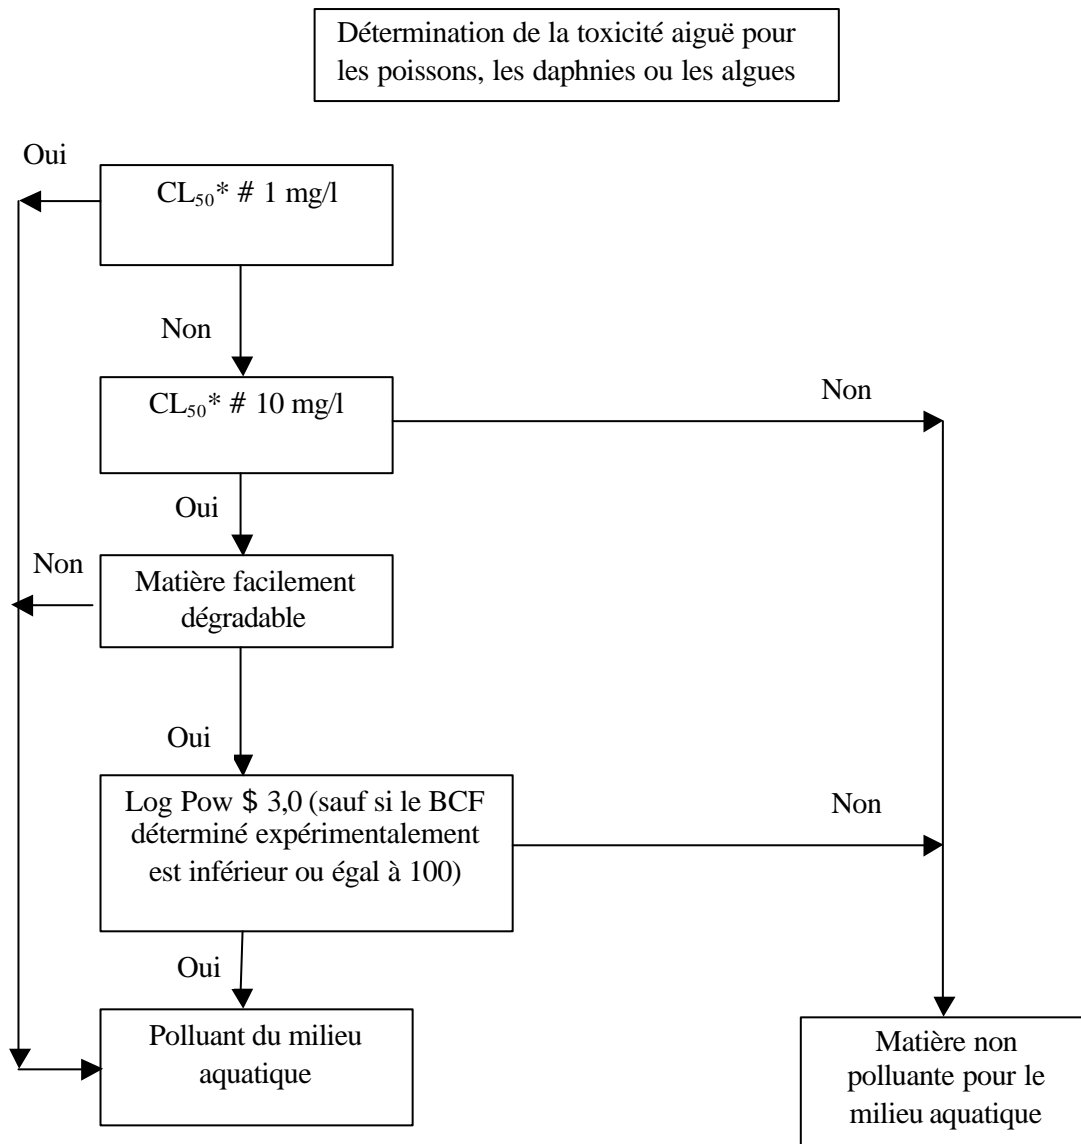 Détermination de la toxicité aiguë pour
les poissons, les daphnies ou les algues
Oui
CL₅₀* # 1 mg/l
Non
CL₅₀* # 10 mg/l
Non
Oui
Non
Matière facilement
dégradable
Oui
Log Pow $ 3,0 (sauf si le BCF
déterminé expérimentalement
est inférieur ou égal à 100)
Non
Oui
Polluant du milieu
aquatique
Matière non
polluante pour le
milieu aquatique